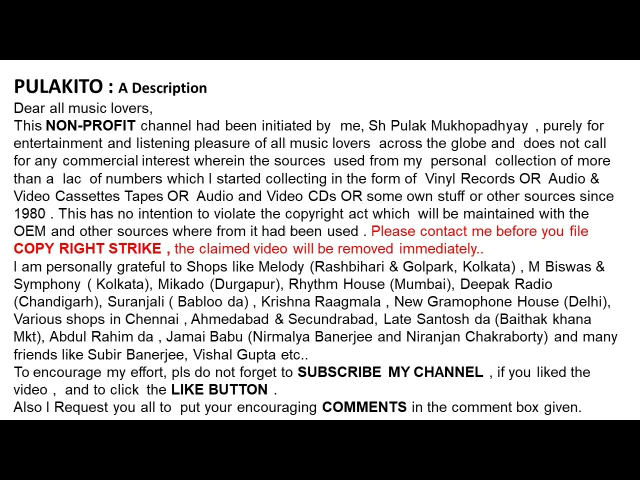 PULAKITO : A Description
Dear all music lovers,
This NON-PROFIT channel had been initiated by me, Sh Pulak Mukhopadhyay , purely for
entertainment and listening pleasure of all music lovers across the globe and does not call
for any commercial interest wherein the sources used from my personal collection of more
than a lac of numbers which I started collecting in the form of Vinyl Records OR Audio &
Video Cassettes Tapes OR Audio and Video CDs OR some own stuff or other sources since
1980 . This has no intention to violate the copyright act which will be maintained with the
OEM and other sources where from it had been used . Please contact me before you file
COPY RIGHT STRIKE , the claimed video will be removed immediately..
I am personally grateful to Shops like Melody (Rashbihari & Golpark, Kolkata) , M Biswas &
Symphony ( Kolkata), Mikado (Durgapur), Rhythm House (Mumbai), Deepak Radio
(Chandigarh), Suranjali ( Babloo da) , Krishna Raagmala , New Gramophone House (Delhi),
Various shops in Chennai , Ahmedabad & Secundrabad, Late Santosh da (Baithak khana
Mkt), Abdul Rahim da , Jamai Babu (Nirmalya Banerjee and Niranjan Chakraborty) and many
friends like Subir Banerjee, Vishal Gupta etc..
To encourage my effort, pls do not forget to SUBSCRIBE MY CHANNEL , if you liked the
video , and to click the LIKE BUTTON .
Also I Request you all to put your encouraging COMMENTS in the comment box given.